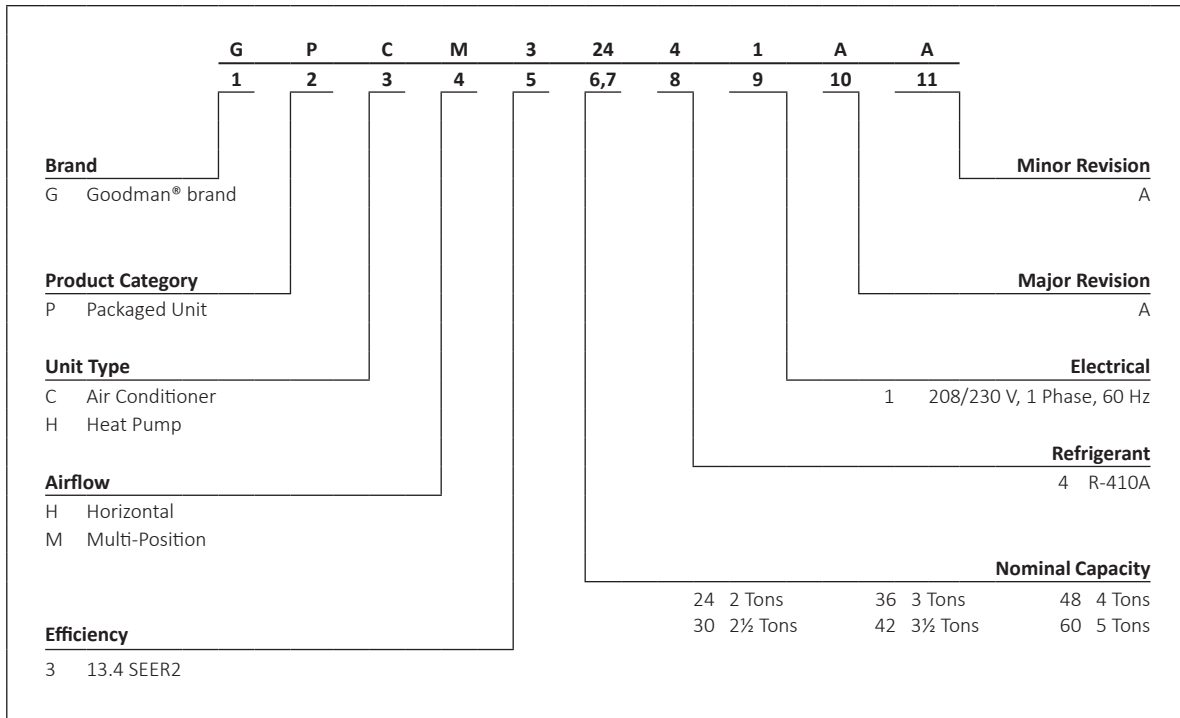 G P C M 3 24 4 1 A A
1 2 3 4 5 6,7 8 9 10 11
Brand
G Goodman® brand
Product Category
P Packaged Unit
Unit Type
C Air Conditioner
H Heat Pump
Airflow
H Horizontal
M Multi-Position
Efficiency
3 13.4 SEER2
Minor Revision
A
Major Revision
A
Electrical
1 208/230 V, 1 Phase, 60 Hz
Refrigerant
4 R-410A
Nominal Capacity
24 2 Tons 36 3 Tons 48 4 Tons
30 2½ Tons 42 3½ Tons 60 5 Tons